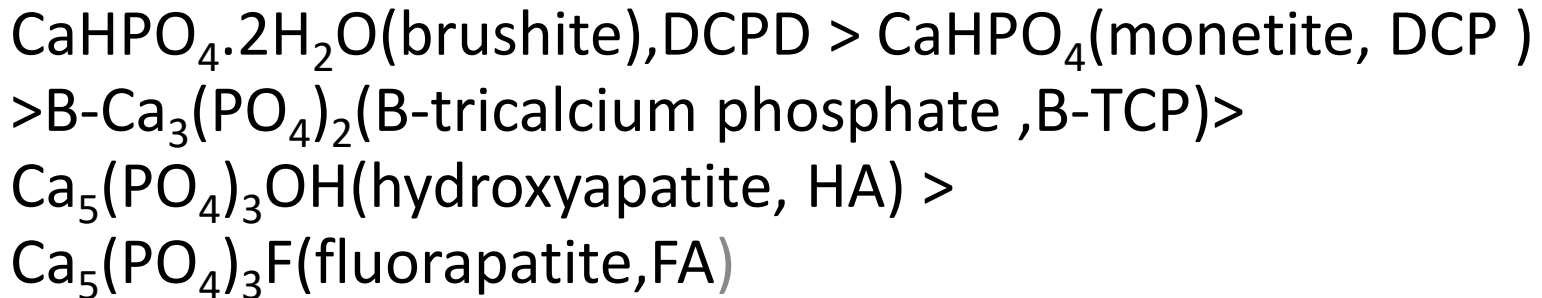 CaHPO₄.2H₂O(brushite),DCPD > CaHPO₄(monetite, DCP )
>B-Ca₃(PO₄)₂(B-tricalcium phosphate ,B-TCP)>
Ca₅(PO₄)₃OH(hydroxyapatite, HA) >
Ca₅(PO₄)₃F(fluorapatite,FA)